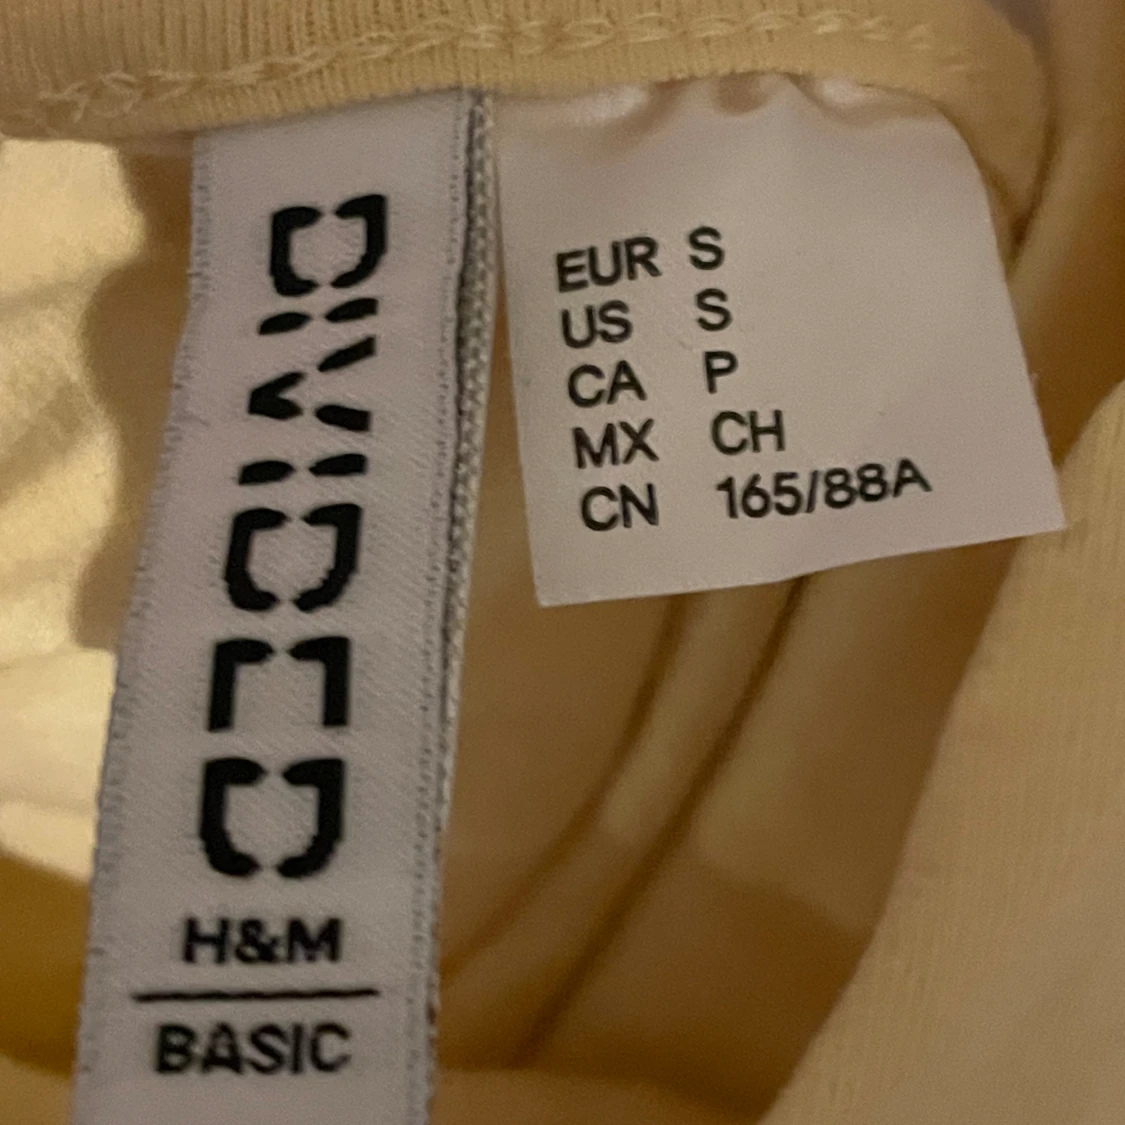 DIVIDED
H&M
BASIC
EUR S
US S
CA P
MX CH
CN 165/88A